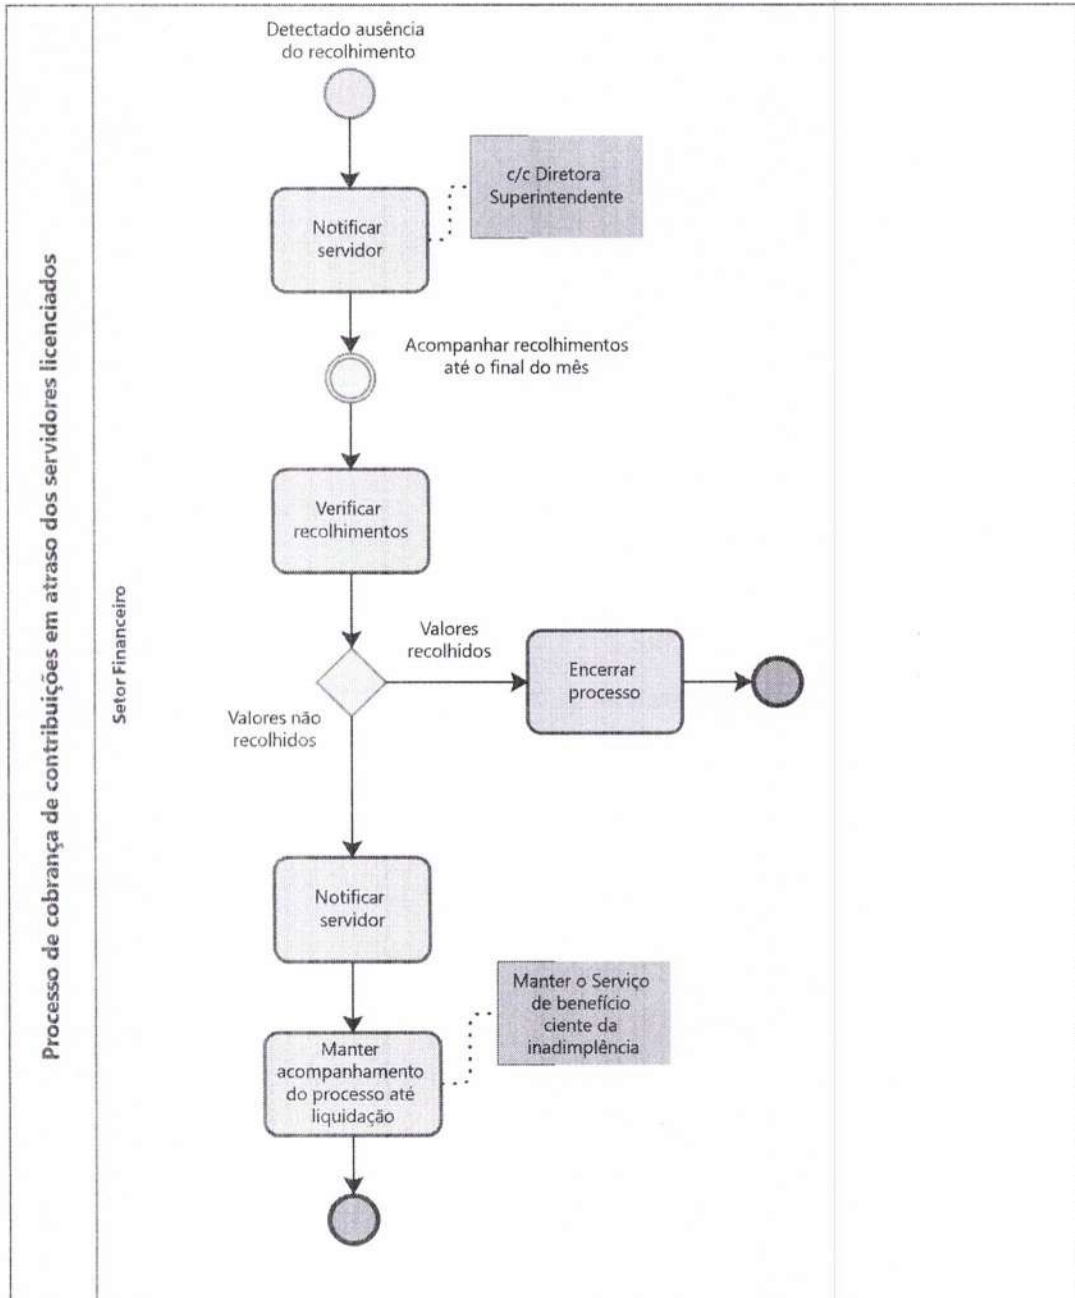 Processo de cobrança de contribuições em atraso dos servidores licenciados
Setor Financeiro
Detectado ausência
do recolhimento
c/c Diretora
Superintendente
Notificar
servidor
Acompanhar recolhimentos
até o final do mês
Verificar
recolhimentos
Valores
recolhidos
Encerrar
processo
Valores não
recolhidos
Notificar
servidor
Manter o Serviço
de benefício
ciente da
inadimplência
Manter
acompanhamento
do processo até
liquidação